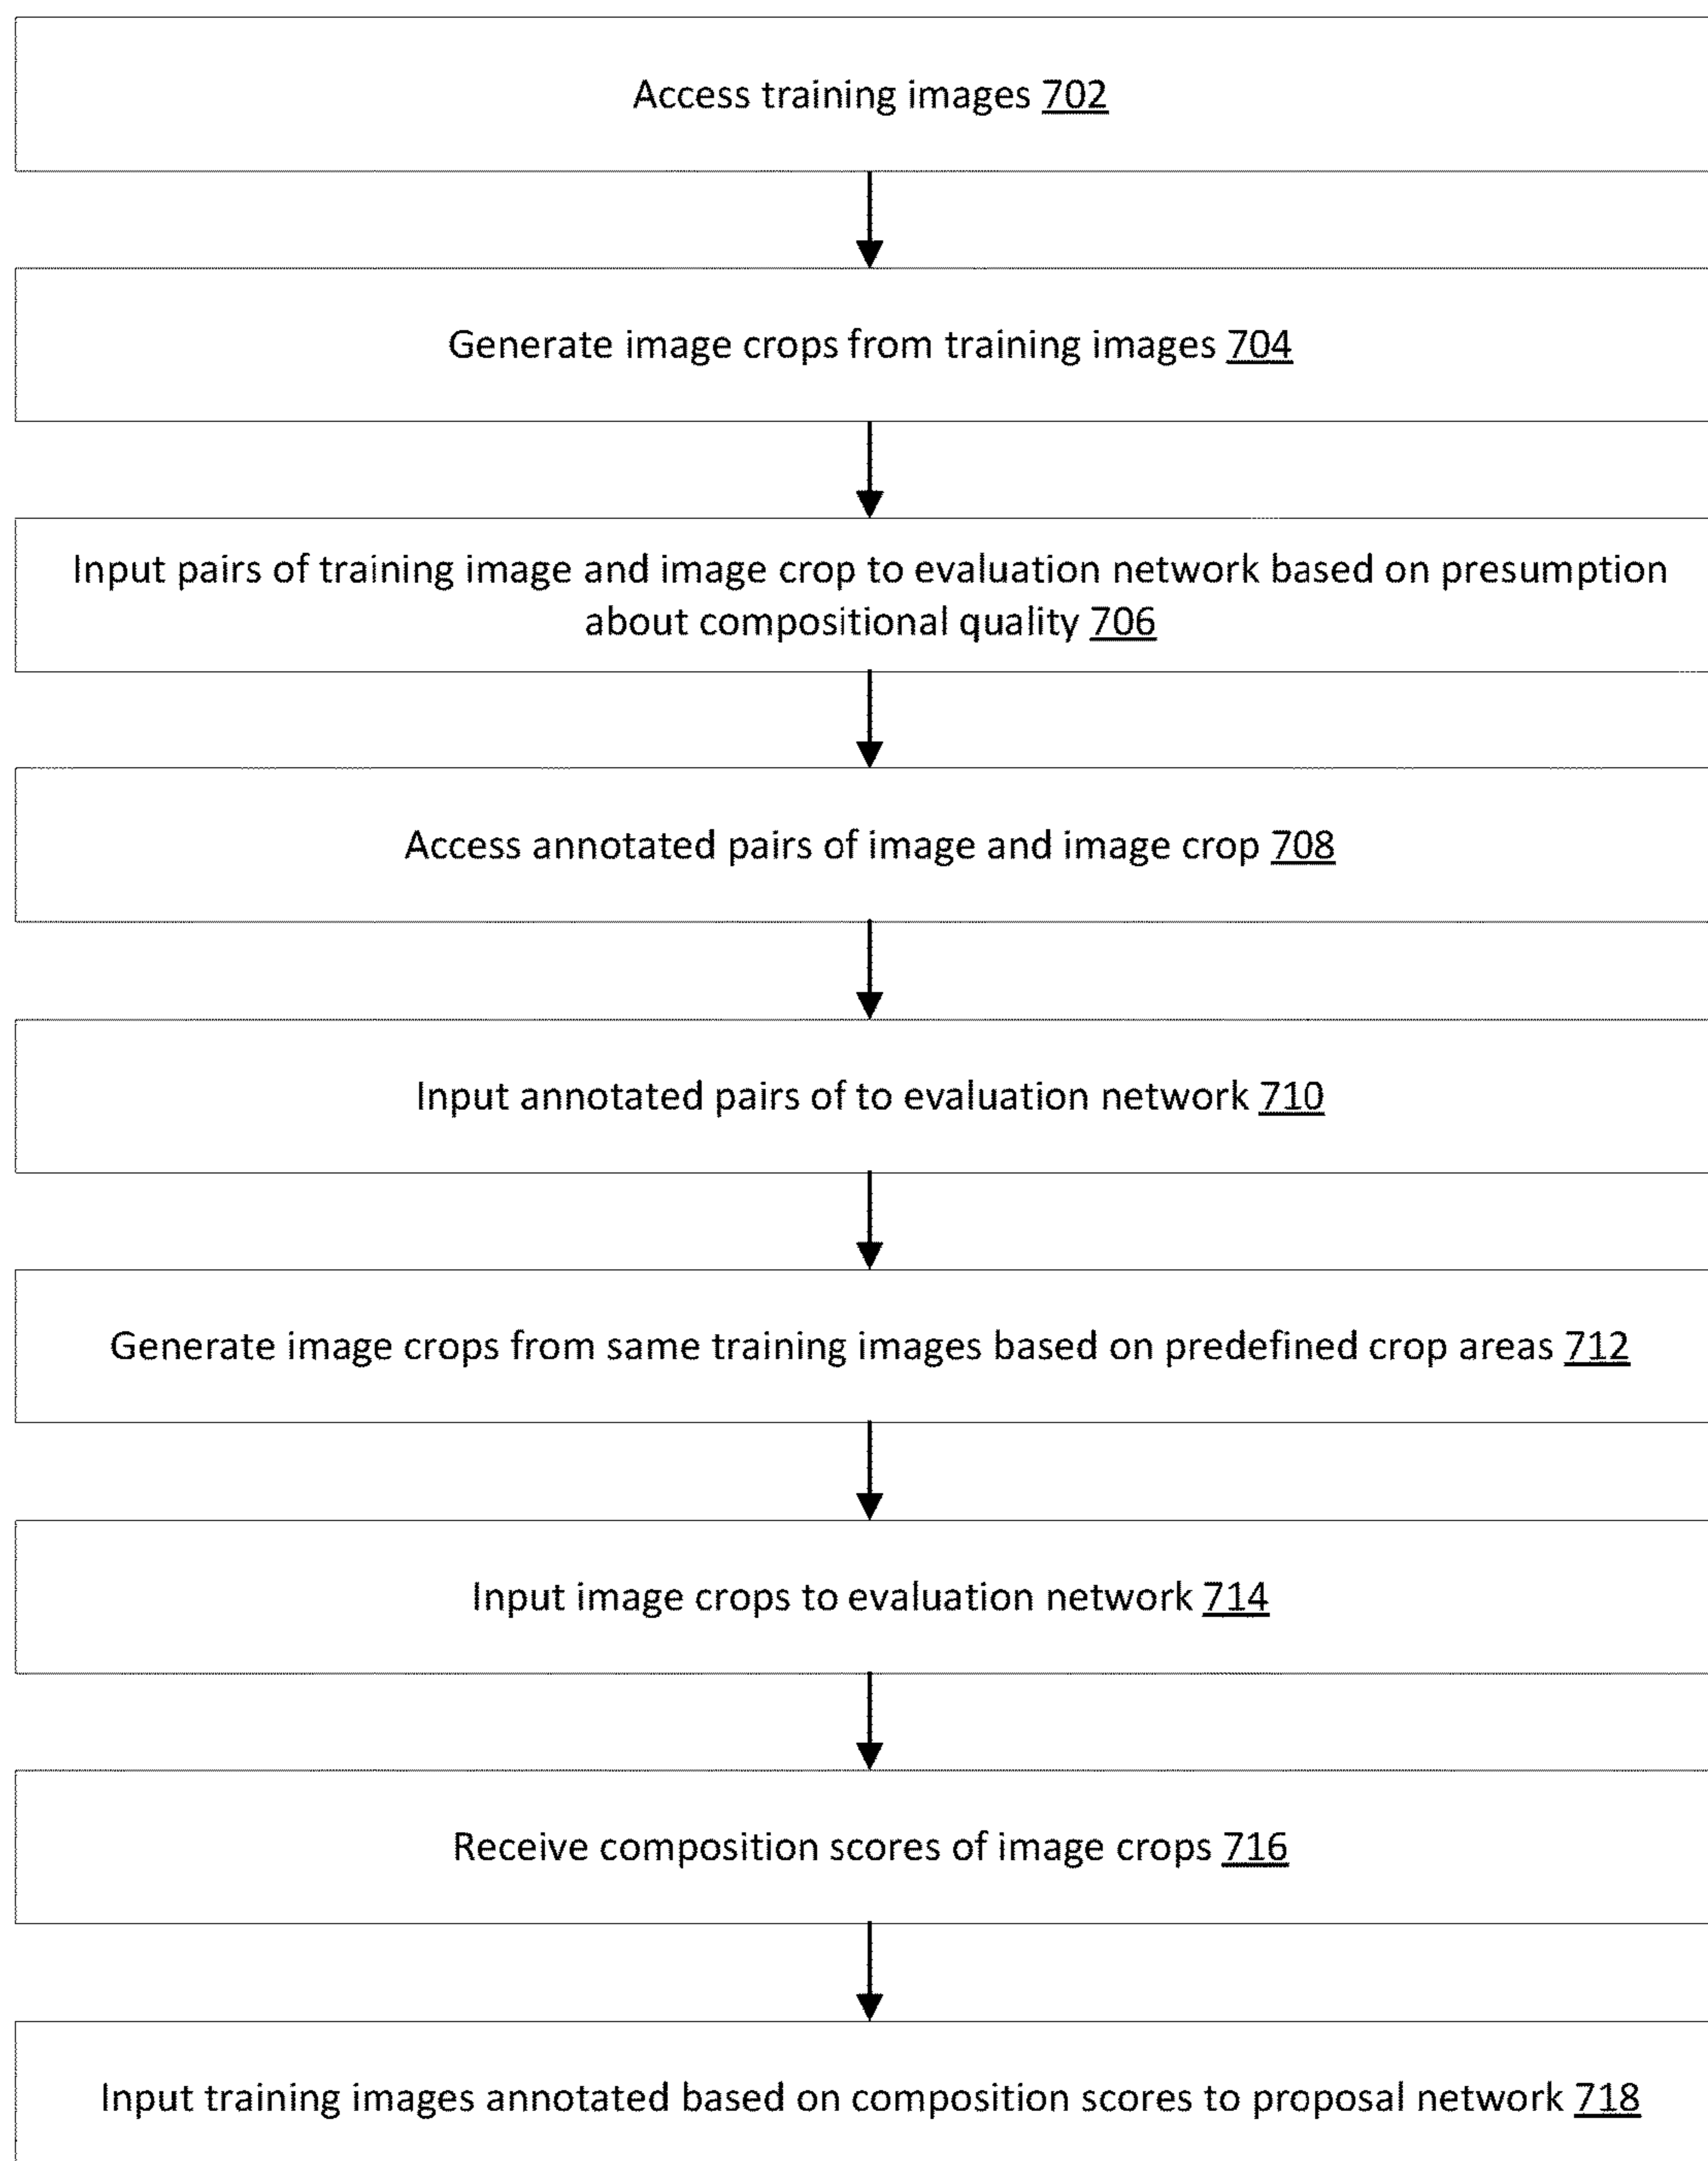 Access training images 702
Generate image crops from training images 704
Input pairs of training image and image crop to evaluation network based on presumption
about compositional quality 706
Access annotated pairs of image and image crop 708
Input annotated pairs of to evaluation network 710
Generate image crops from same training images based on predefined crop areas 712
Input image crops to evaluation network 714
Receive composition scores of image crops 716
Input training images annotated based on composition scores to proposal network 718